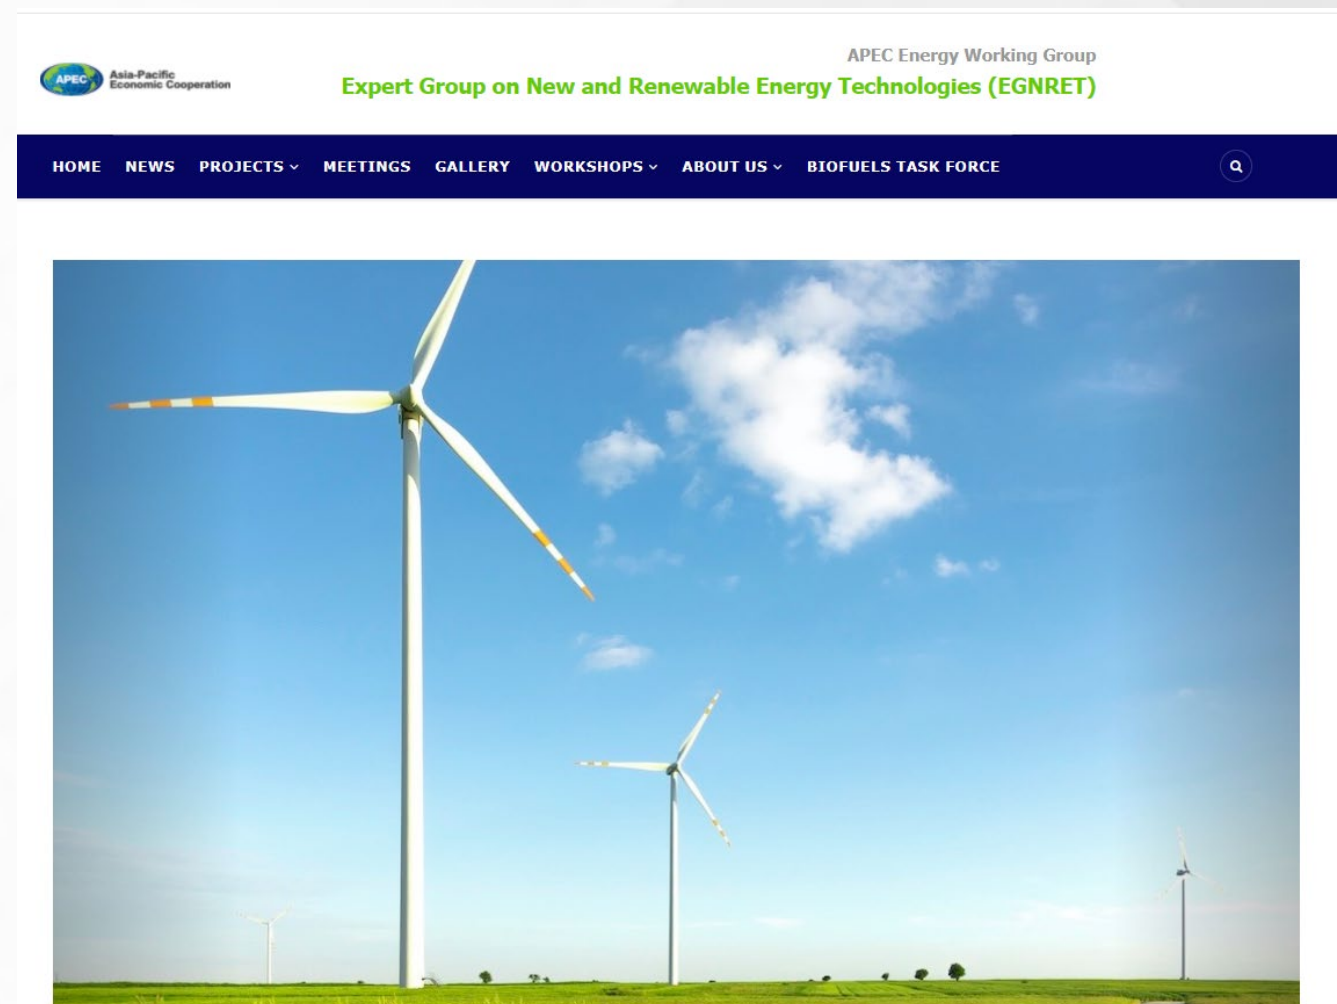 APEC
Asia-Pacific
Economic Cooperation
APEC Energy Working Group
Expert Group on New and Renewable Energy Technologies (EGNRET)
HOME NEWS PROJECTS MEETINGS GALLERY WORKSHOPS ABOUT US BIOFUELS TASK FORCE